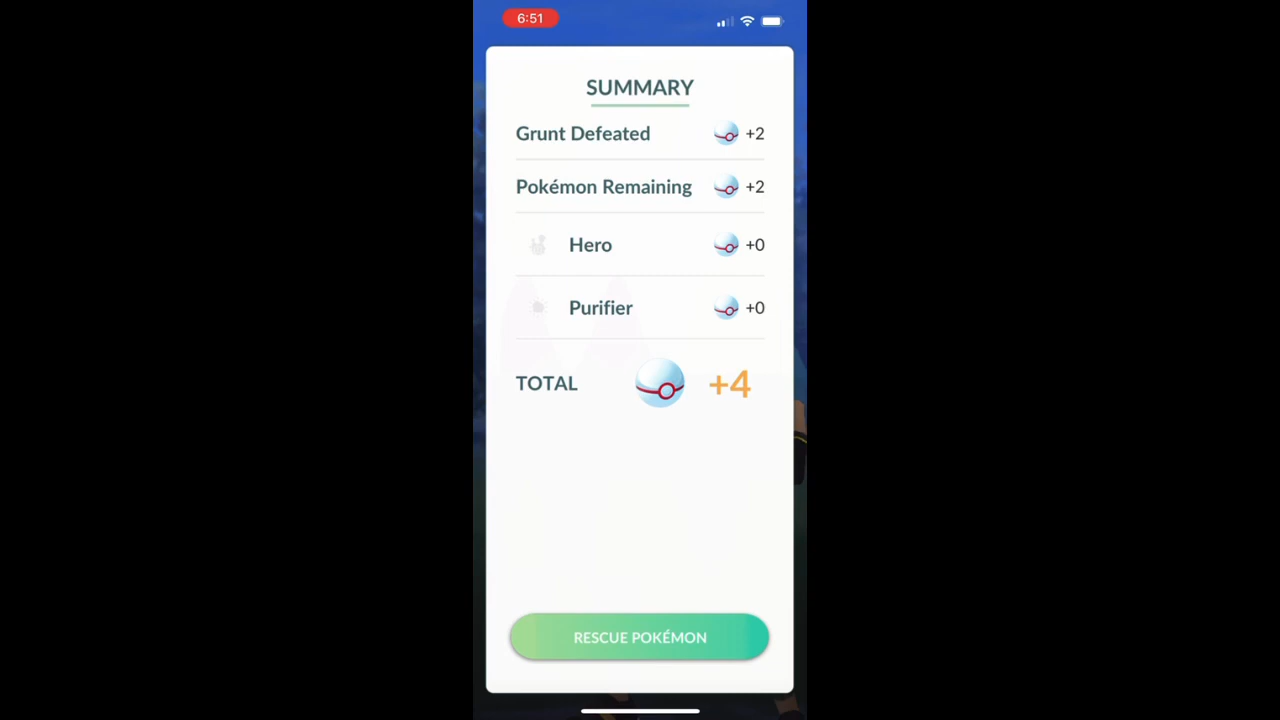 6:51
SUMMARY
Grunt Defeated +2
Pokémon Remaining +2
Hero +0
Purifier +0
TOTAL +4
RESCUE POKÉMON